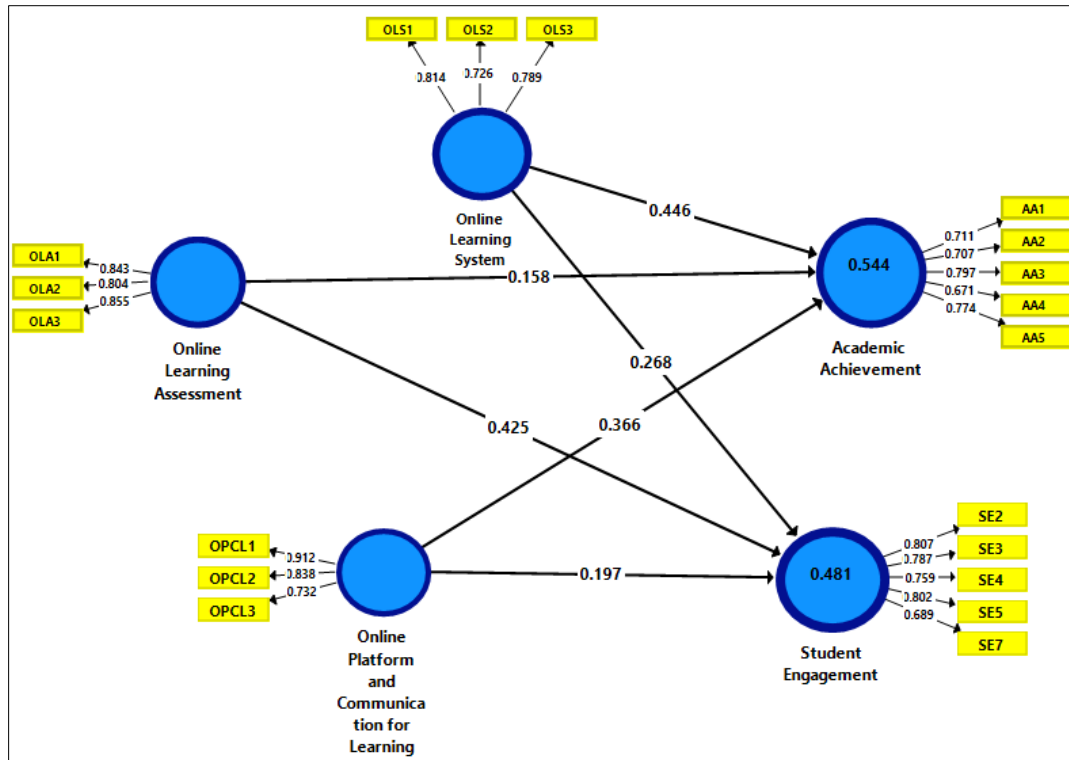 OLS1
OLS2
OLS3
0.814
0.726
0.789
Online
Learning
System
0.446
AA1
AA2
AA3
AA4
AA5
0.711
0.707
0.797
0.671
0.774
0.544
Academic
Achievement
OLA1
OLA2
OLA3
0.843
0.804
0.855
Online
Learning
Assessment
0.158
0.268
0.425
0.366
OPCL1
OPCL2
OPCL3
0.912
0.838
0.732
Online
Platform
and
Communica
tion for
Learning
0.197
0.481
Student
Engagement
0.807
0.787
0.759
0.802
0.689
SE2
SE3
SE4
SE5
SE7